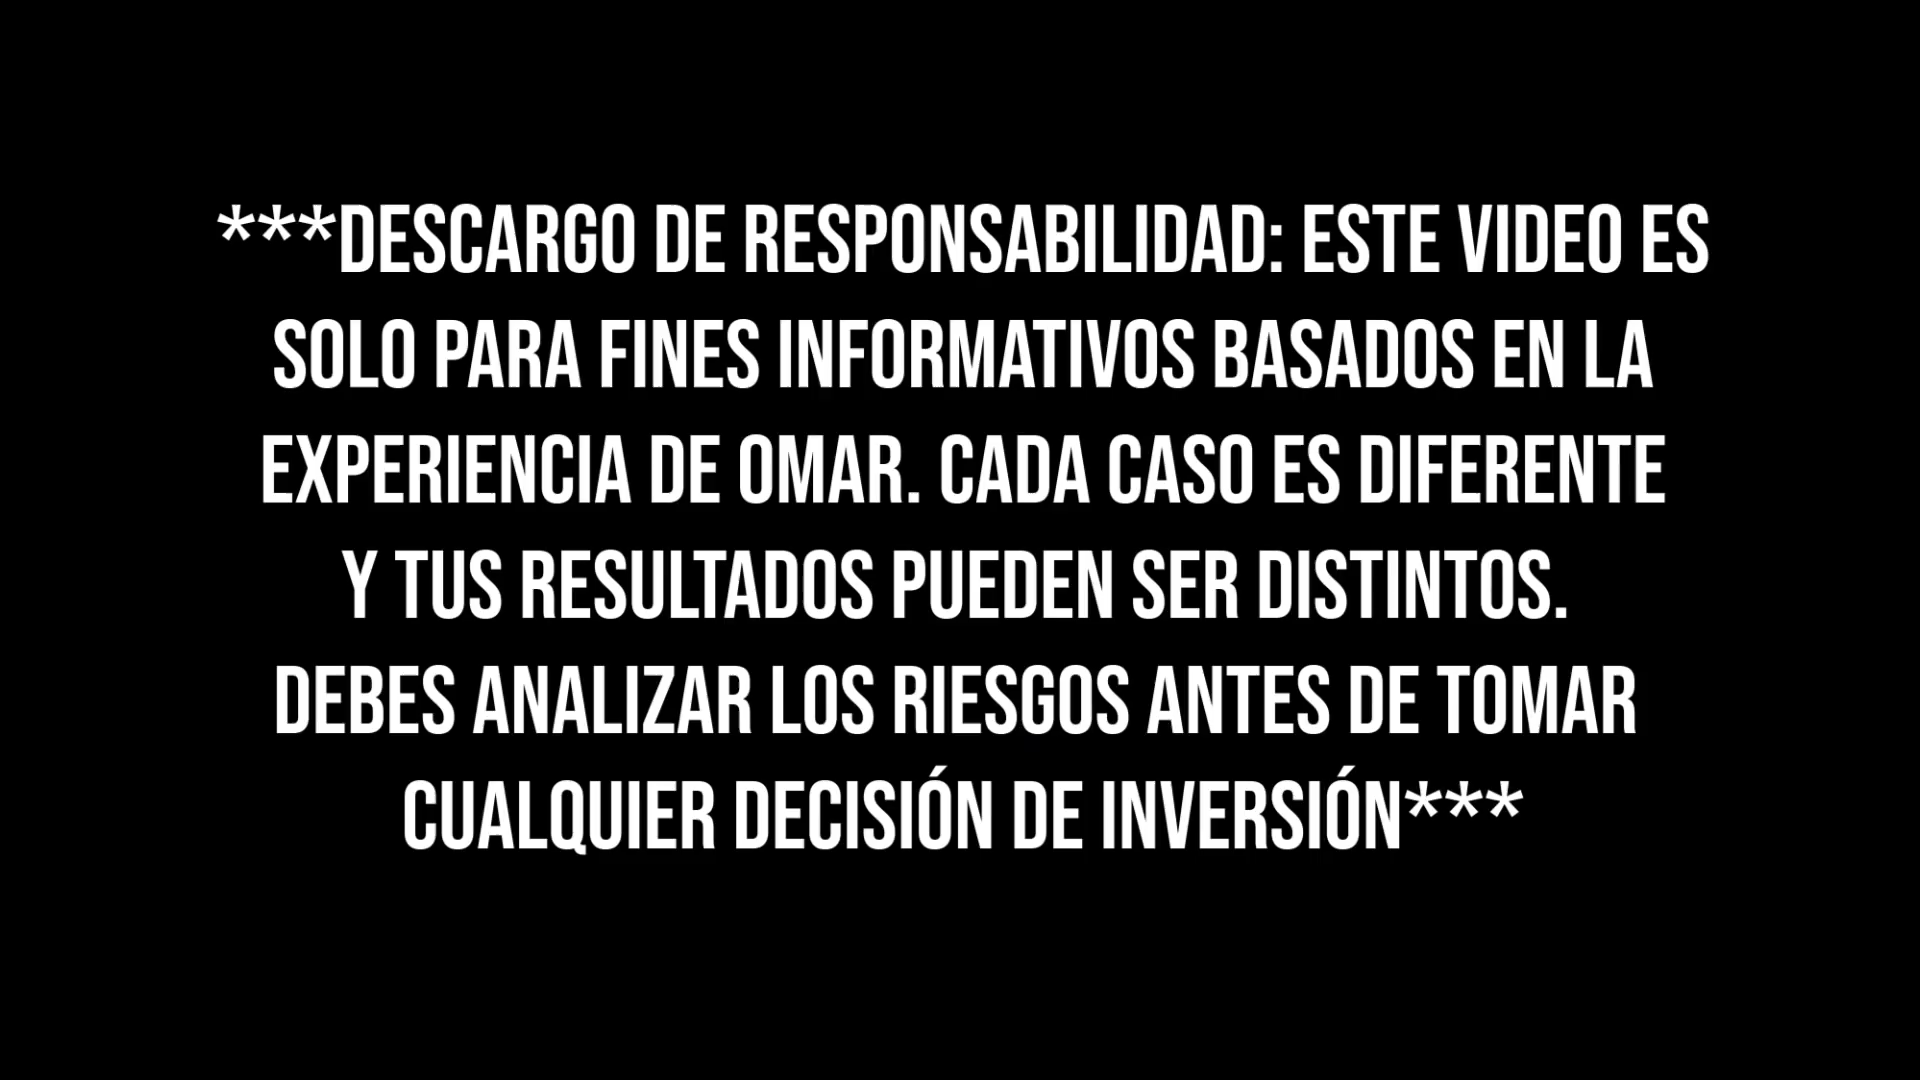 ***DESCARGO DE RESPONSABILIDAD: ESTE VIDEO ES
SOLO PARA FINES INFORMATIVOS BASADOS EN LA
EXPERIENCIA DE OMAR. CADA CASO ES DIFERENTE
Y TUS RESULTADOS PUEDEN SER DISTINTOS.
DEBES ANALIZAR LOS RIESGOS ANTES DE TOMAR
CUALQUIER DECISIÓN DE INVERSIÓN***